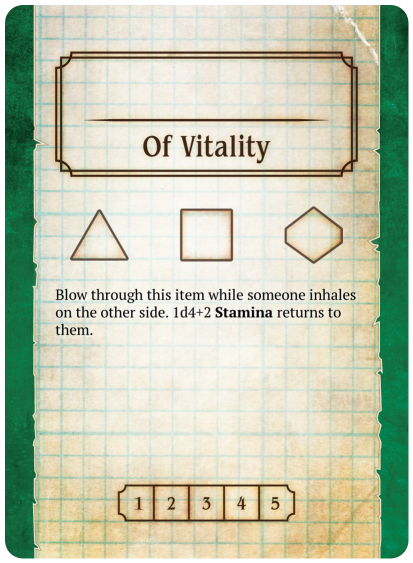 Of Vitality
Blow through this item while someone inhales
on the other side. 1d4+2 Stamina returns to
them.
1 2 3 4 5